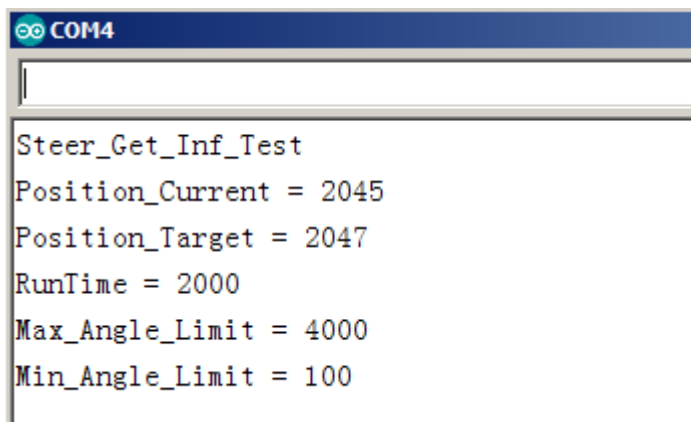 COM4
Steer_Get_Inf_Test
Position_Current = 2045
Position_Target = 2047
RunTime = 2000
Max_Angle_Limit = 4000
Min_Angle_Limit = 100